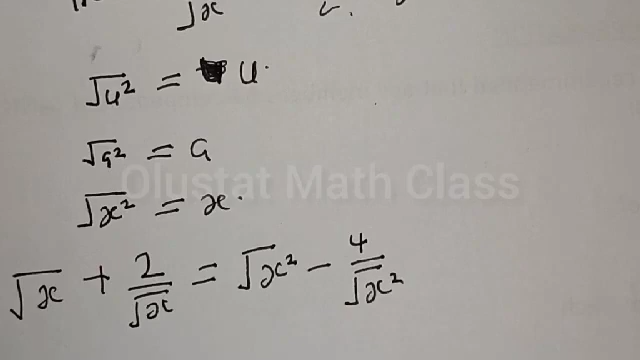 √x
√u² = u.
√a² = a
√x² = x.
Olustat Math Class
√x + 2/√x = √x² - 4/√x²